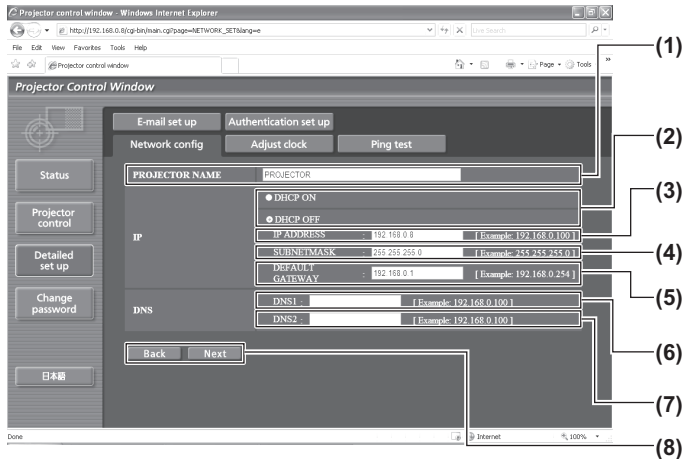 Projector control window - Windows Internet Explorer
http://192.168.0.8/cgi-bin/main.cgi?page=NETWORK_SET&lang=e
Live Search
File Edit View Favorites Tools Help
Projector control window
Page Tools »
Projector Control Window
E-mail set up Authentication set up
Network config Adjust clock Ping test
Status
Projector control
Detailed set up
Change password
日本語
PROJECTOR NAME PROJECTOR
IP
DHCP ON
DHCP OFF
IP ADDRESS : 192.168.0.8 [ Example: 192.168.0.100 ]
SUBNETMASK : 255.255.255.0 [ Example: 255.255.255.0 ]
DEFAULT GATEWAY : 192.168.0.1 [ Example: 192.168.0.254 ]
DNS
DNS1 : [ Example: 192.168.0.100 ]
DNS2 : [ Example: 192.168.0.100 ]
Back Next
Done Internet 100%
(1)
(2)
(3)
(4)
(5)
(6)
(7)
(8)